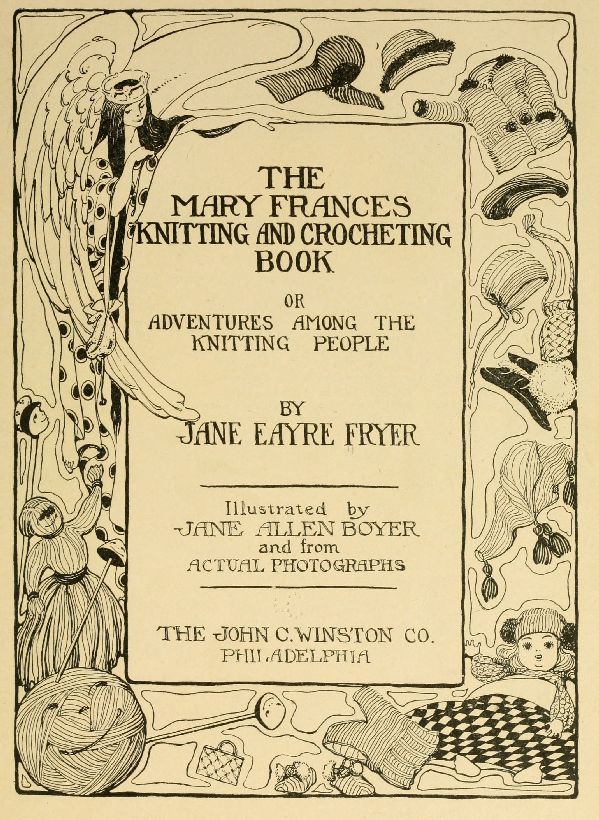 THE
MARY FRANCES
KNITTING AND CROCHETING
BOOK
OR
ADVENTURES AMONG THE
KNITTING PEOPLE
BY
JANE EAYRE FRYER
Illustrated by
JANE ALLEN BOYER
and from
ACTUAL PHOTOGRAPHS
THE JOHN C. WINSTON CO.
PHILADELPHIA